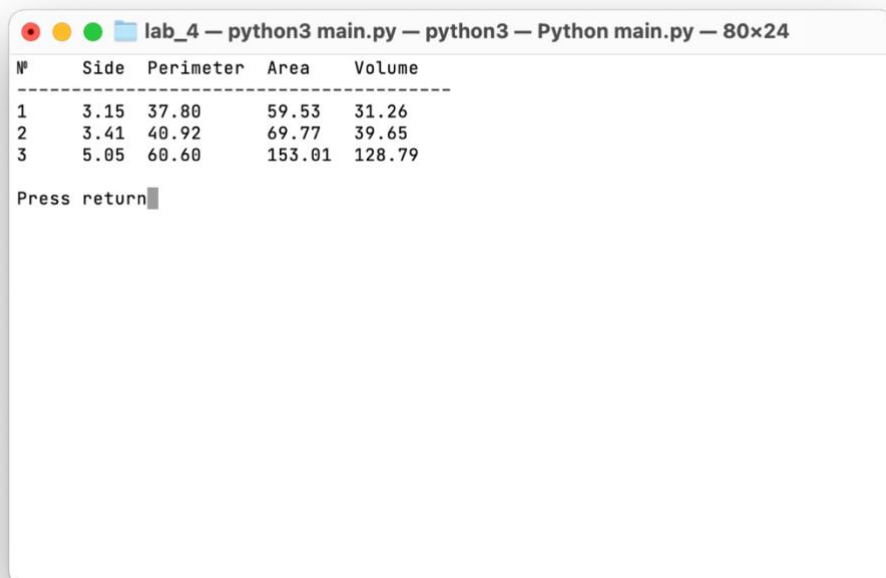 lab_4 — python3 main.py — python3 — Python main.py — 80×24
№ Side Perimeter Area Volume
----------------------------------------
1 3.15 37.80 59.53 31.26
2 3.41 40.92 69.77 39.65
3 5.05 60.60 153.01 128.79
Press return